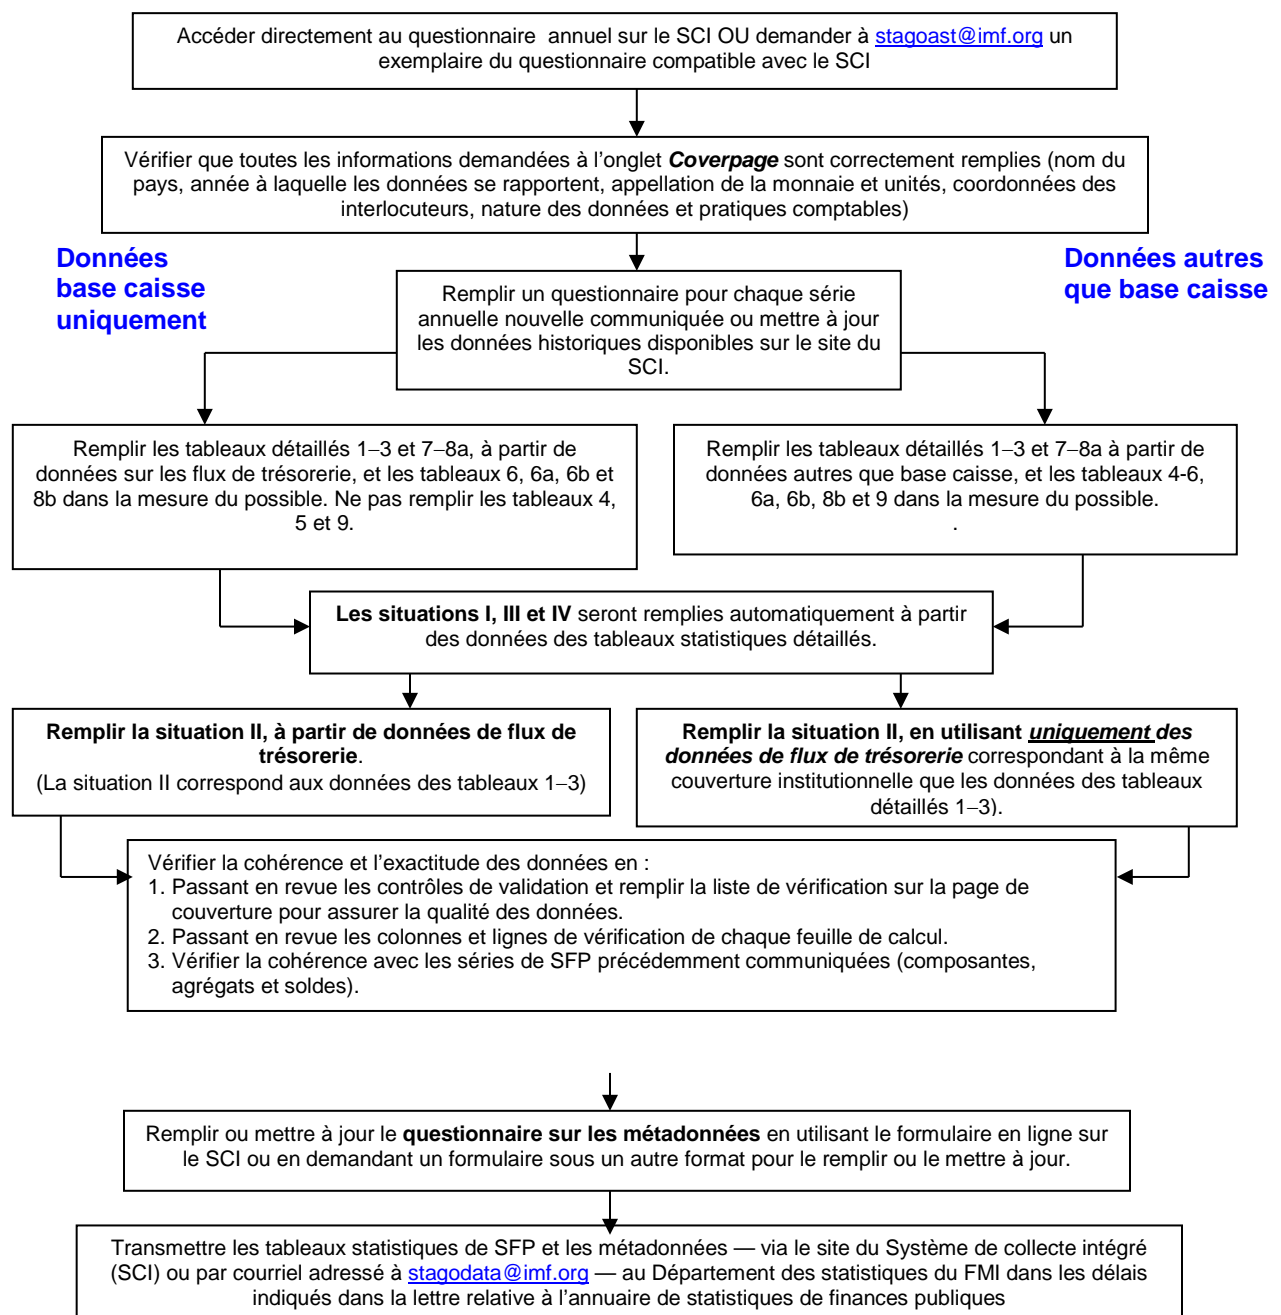 Accéder directement au questionnaire annuel sur le SCI OU demander à stagoast@imf.org un
exemplaire du questionnaire compatible avec le SCI
Vérifier que toutes les informations demandées à l’onglet Coverpage sont correctement remplies (nom du
pays, année à laquelle les données se rapportent, appellation de la monnaie et unités, coordonnées des
interlocuteurs, nature des données et pratiques comptables)
Données
base caisse
uniquement
Données autres
que base caisse
Remplir un questionnaire pour chaque série
annuelle nouvelle communiquée ou mettre à jour
les données historiques disponibles sur le site du
SCI.
Remplir les tableaux détaillés 1–3 et 7–8a, à partir de
données sur les flux de trésorerie, et les tableaux 6, 6a, 6b et
8b dans la mesure du possible. Ne pas remplir les tableaux 4,
5 et 9.
Remplir les tableaux détaillés 1–3 et 7–8a à partir de
données autres que base caisse, et les tableaux 4-6,
6a, 6b, 8b et 9 dans la mesure du possible.
.
Les situations I, III et IV seront remplies automatiquement à partir
des données des tableaux statistiques détaillés.
Remplir la situation II, à partir de données de flux de
trésorerie.
(La situation II correspond aux données des tableaux 1–3)
Remplir la situation II, en utilisant uniquement des
données de flux de trésorerie correspondant à la même
couverture institutionnelle que les données des tableaux
détaillés 1–3).
Vérifier la cohérence et l’exactitude des données en :
1. Passant en revue les contrôles de validation et remplir la liste de vérification sur la page de
couverture pour assurer la qualité des données.
2. Passant en revue les colonnes et lignes de vérification de chaque feuille de calcul.
3. Vérifier la cohérence avec les séries de SFP précédemment communiquées (composantes,
agrégats et soldes).
Remplir ou mettre à jour le questionnaire sur les métadonnées en utilisant le formulaire en ligne sur
le SCI ou en demandant un formulaire sous un autre format pour le remplir ou le mettre à jour.
Transmettre les tableaux statistiques de SFP et les métadonnées — via le site du Système de collecte intégré
(SCI) ou par courriel adressé à stagodata@imf.org — au Département des statistiques du FMI dans les délais
indiqués dans la lettre relative à l’annuaire de statistiques de finances publiques